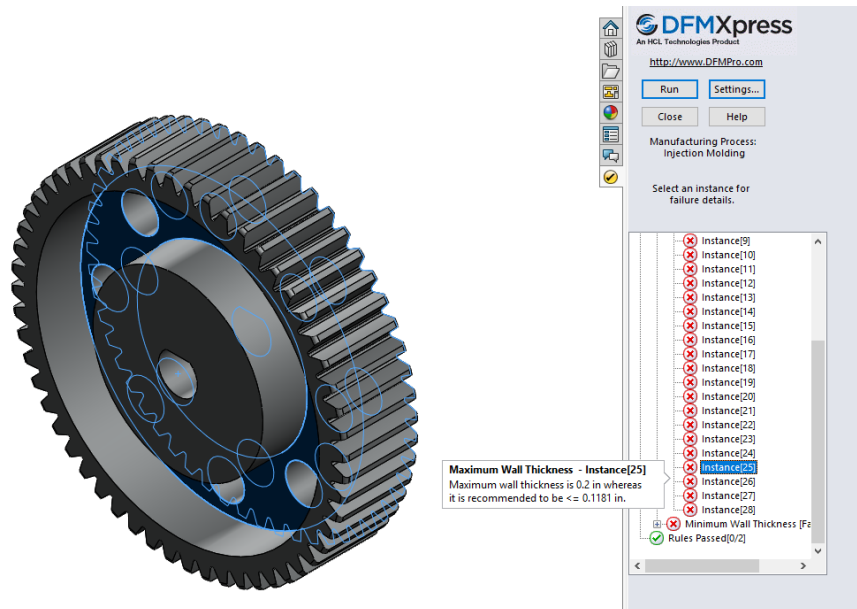 DFMXpress
An HCL Technologies Product
http://www.DFMPro.com
Run Settings...
Close Help
Manufacturing Process:
Injection Molding
Select an instance for
failure details.
Instance[9]
Instance[10]
Instance[11]
Instance[12]
Instance[13]
Instance[14]
Instance[15]
Instance[16]
Instance[17]
Instance[18]
Instance[19]
Instance[20]
Instance[21]
Instance[22]
Instance[23]
Instance[24]
Maximum Wall Thickness - Instance[25]
Maximum wall thickness is 0.2 in whereas
it is recommended to be <= 0.1181 in.
Instance[25]
Instance[26]
Instance[27]
Instance[28]
Minimum Wall Thickness [Fa
Rules Passed[0/2]